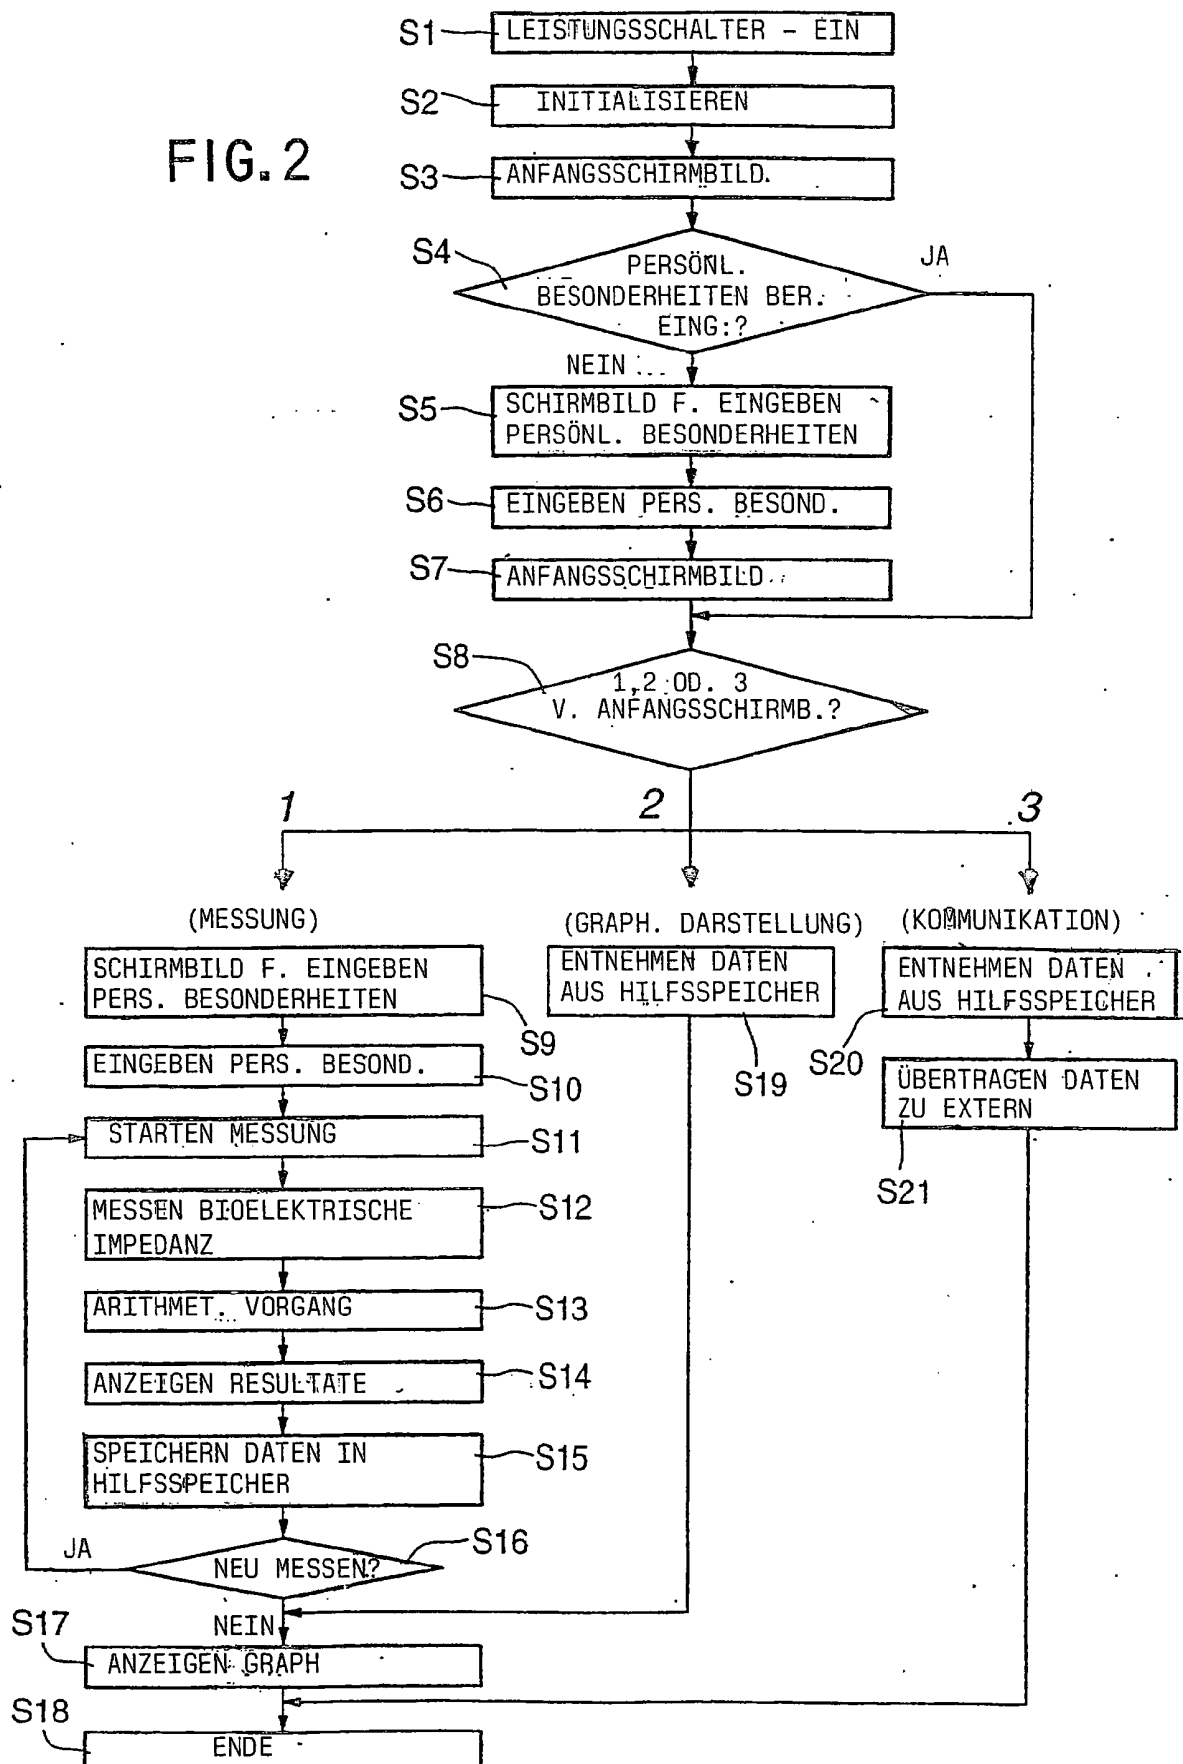 FIG. 2
S1
LEISTUNGSSCHALTER - EIN
S2
INITIALISIEREN
S3
ANFANGSSCHIRMBILD.
S4
PERSÖNL.
BESONDERHEITEN BER.
EING:?
JA
NEIN
S5
SCHIRMBILD F. EINGEBEN
PERSÖNL. BESONDERHEITEN
S6
EINGEBEN PERS. BESOND.
S7
ANFANGSSCHIRMBILD
S8
1,2 OD. 3
V. ANFANGSSCHIRMB.?
1
2
3
(MESSUNG)
SCHIRMBILD F. EINGEBEN
PERS. BESONDERHEITEN
S9
EINGEBEN PERS. BESOND.
S10
STARTEN MESSUNG
S11
MESSEN BIOELEKTRISCHE
IMPEDANZ
S12
ARITHMET. VORGANG
S13
ANZEIGEN RESULTATE
S14
SPEICHERN DATEN IN
HILFSSPEICHER
S15
NEU MESSEN?
S16
JA
NEIN
S17
ANZEIGEN GRAPH
S18
ENDE
(GRAPH. DARSTELLUNG)
ENTNEHMEN DATEN
AUS HILFSSPEICHER
S19
(KOMMUNIKATION)
ENTNEHMEN DATEN
AUS HILFSSPEICHER
S20
ÜBERTRAGEN DATEN
ZU EXTERN
S21